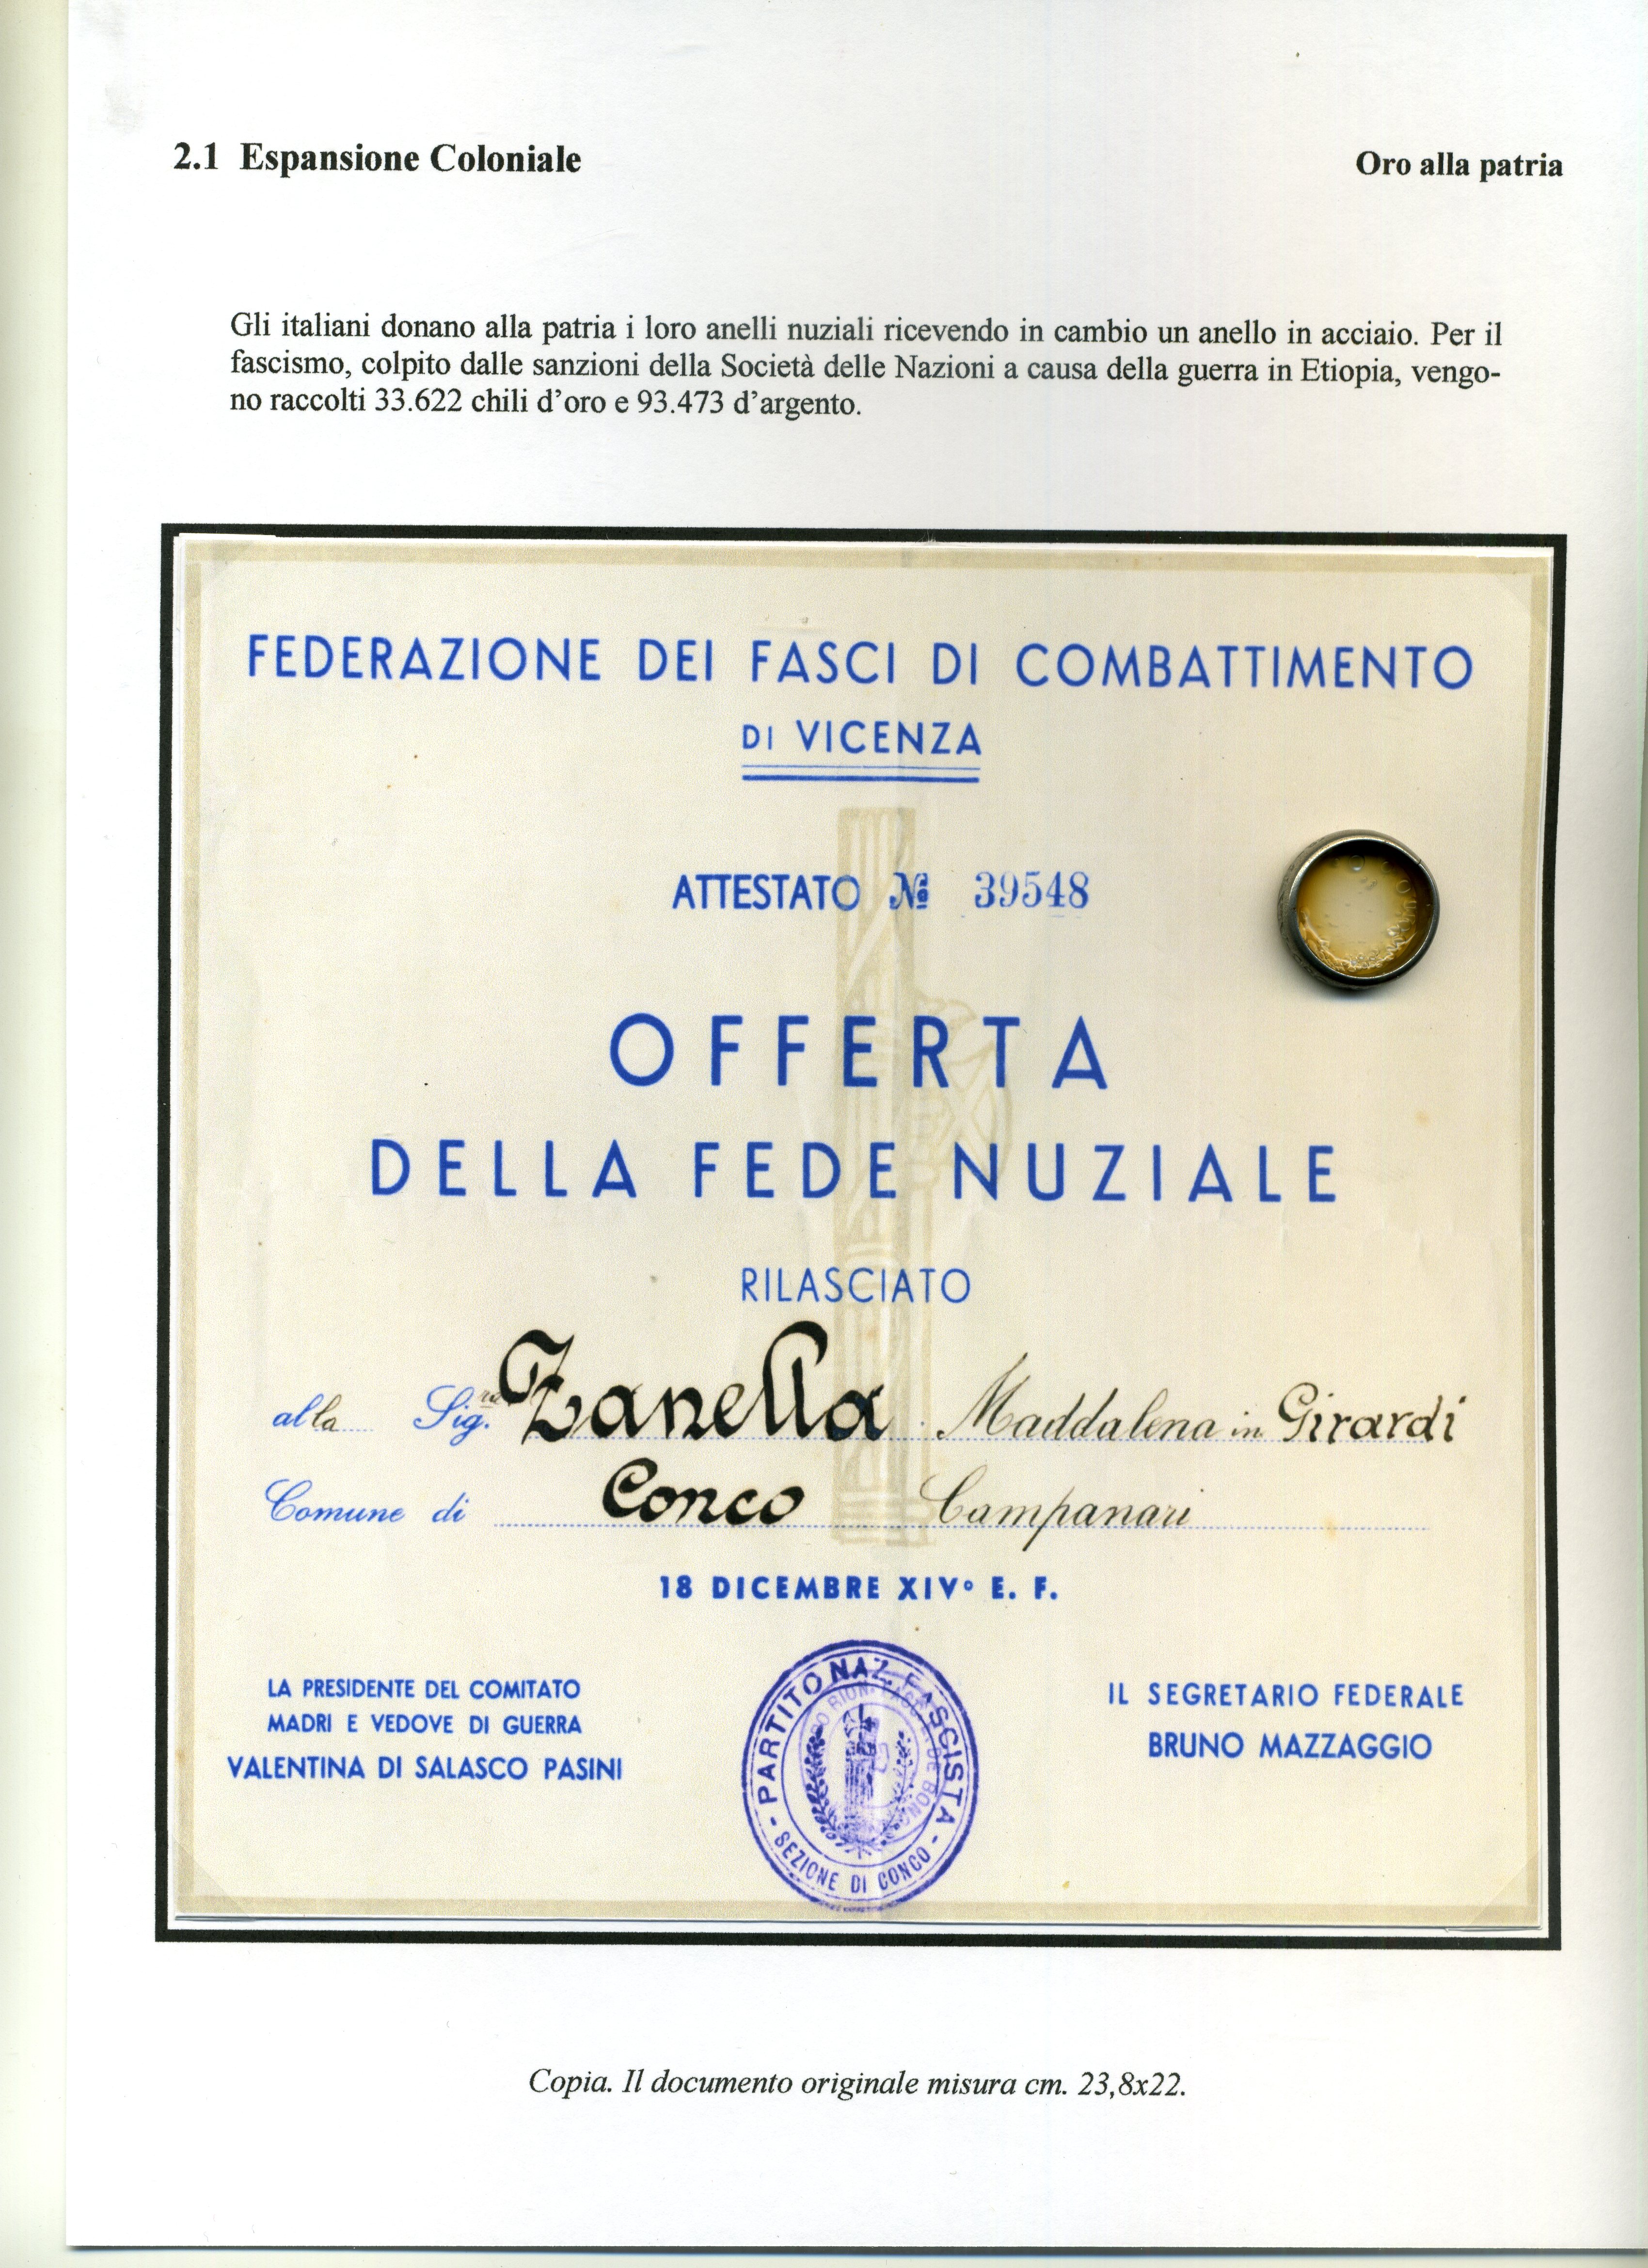 2.1 Espansione Coloniale
Oro alla patria
Gli italiani donano alla patria i loro anelli nuziali ricevendo in cambio un anello in acciaio. Per il
fascismo, colpito dalle sanzioni della Società delle Nazioni a causa della guerra in Etiopia, vengo-
no raccolti 33.622 chili d'oro e 93.473 d'argento.
FEDERAZIONE DEI FASCI DI COMBATTIMENTO
DI VICENZA
ATTESTATO № 39548
OFFERTA
DELLA FEDE NUZIALE
RILASCIATO
alla Sig.ra Zanella Maddalena in Girardi
Comune di Conco Campanari
18 DICEMBRE XIV° E. F.
LA PRESIDENTE DEL COMITATO
MADRI E VEDOVE DI GUERRA
VALENTINA DI SALASCO PASINI
PARTITO NAZ. FASCISTA
- SEZIONE DI CONCO -
IL SEGRETARIO FEDERALE
BRUNO MAZZAGGIO
Copia. Il documento originale misura cm. 23,8x22.